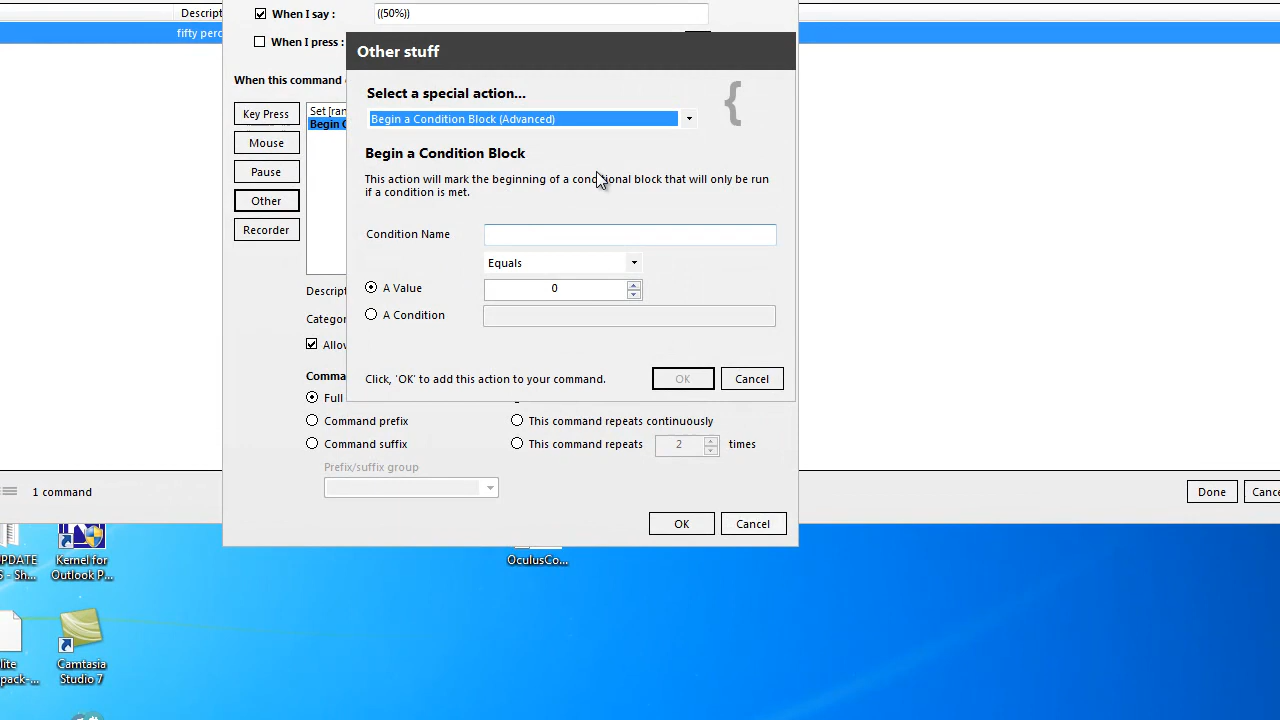 Descript
When I say :
((50%))
fifty perc
When I press :
Other stuff
When this command
Select a special action...
{
Begin a Condition Block (Advanced)
Key Press
Set [ran
Begin C
Mouse
Begin a Condition Block
Pause
This action will mark the beginning of a conditional block that will only be run
if a condition is met.
Other
Recorder
Condition Name
Equals
A Value
0
Descript
A Condition
Categor
Allow
Comma
Click, 'OK' to add this action to your command.
OK
Cancel
Full
Command prefix
This command repeats continuously
Command suffix
This command repeats
2
times
Prefix/suffix group
1 command
Done
Cance
OK
Cancel
PDATE
S - Sh...
Kernel for
Outlook P...
OculusCo...
lite
pack-...
Camtasia
Studio 7